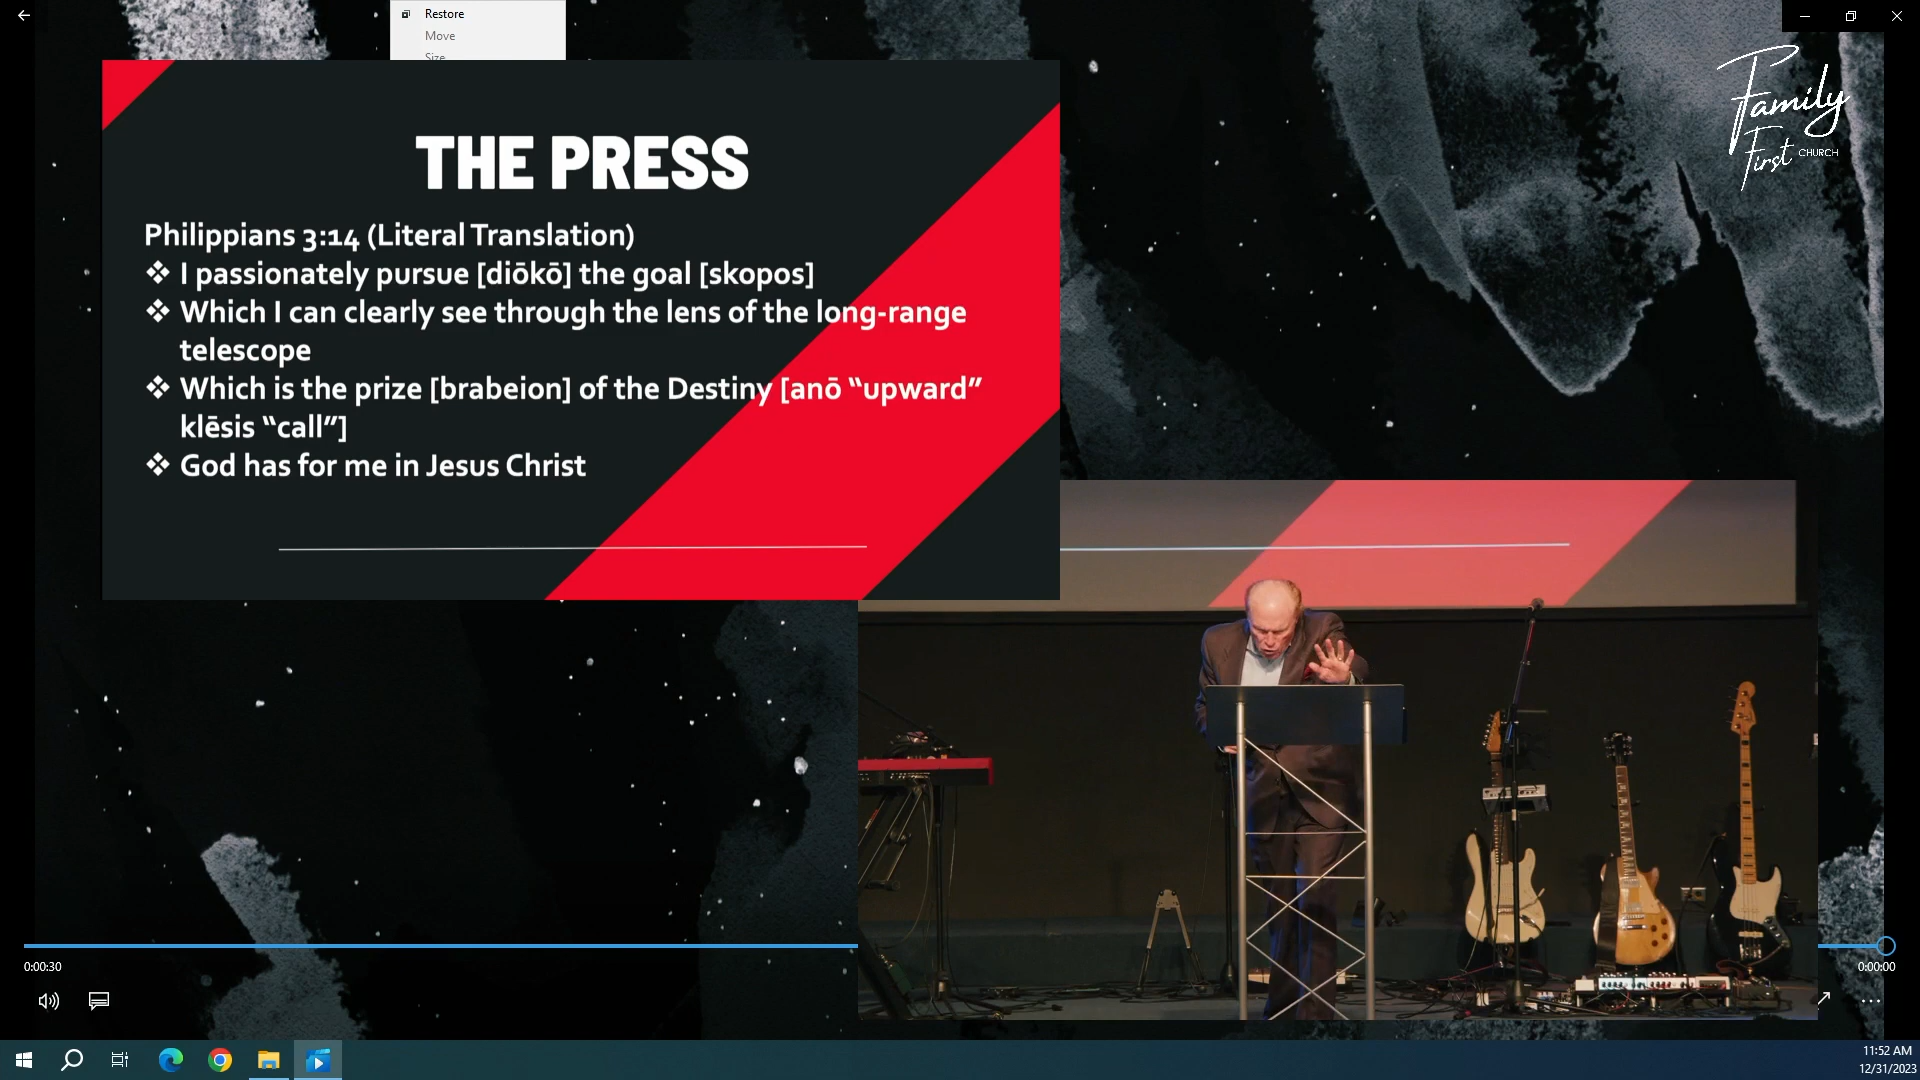 Restore
Move
Size
Family
First CHURCH
THE PRESS
Philippians 3:14 (Literal Translation)
❖ I passionately pursue [diōkō] the goal [skopos]
❖ Which I can clearly see through the lens of the long-range
telescope
❖ Which is the prize [brabeion] of the Destiny [anō “upward”
klēsis “call”]
❖ God has for me in Jesus Christ
0:00:30
0:00:00
11:52 AM
12/31/2023